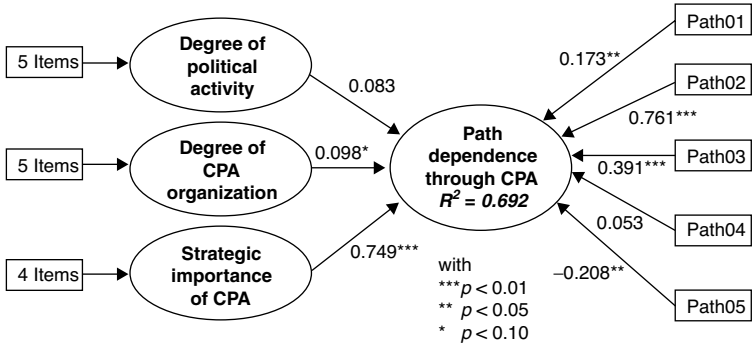 5 Items
Degree of
political
activity
0.083
5 Items
Degree of
CPA
organization
0.098*
4 Items
Strategic
importance
of CPA
0.749***
Path
dependence
through CPA
R² = 0.692
Path01
0.173**
Path02
0.761***
Path03
0.391***
Path04
0.053
Path05
−0.208**
with
***p < 0.01
** p < 0.05
* p < 0.10